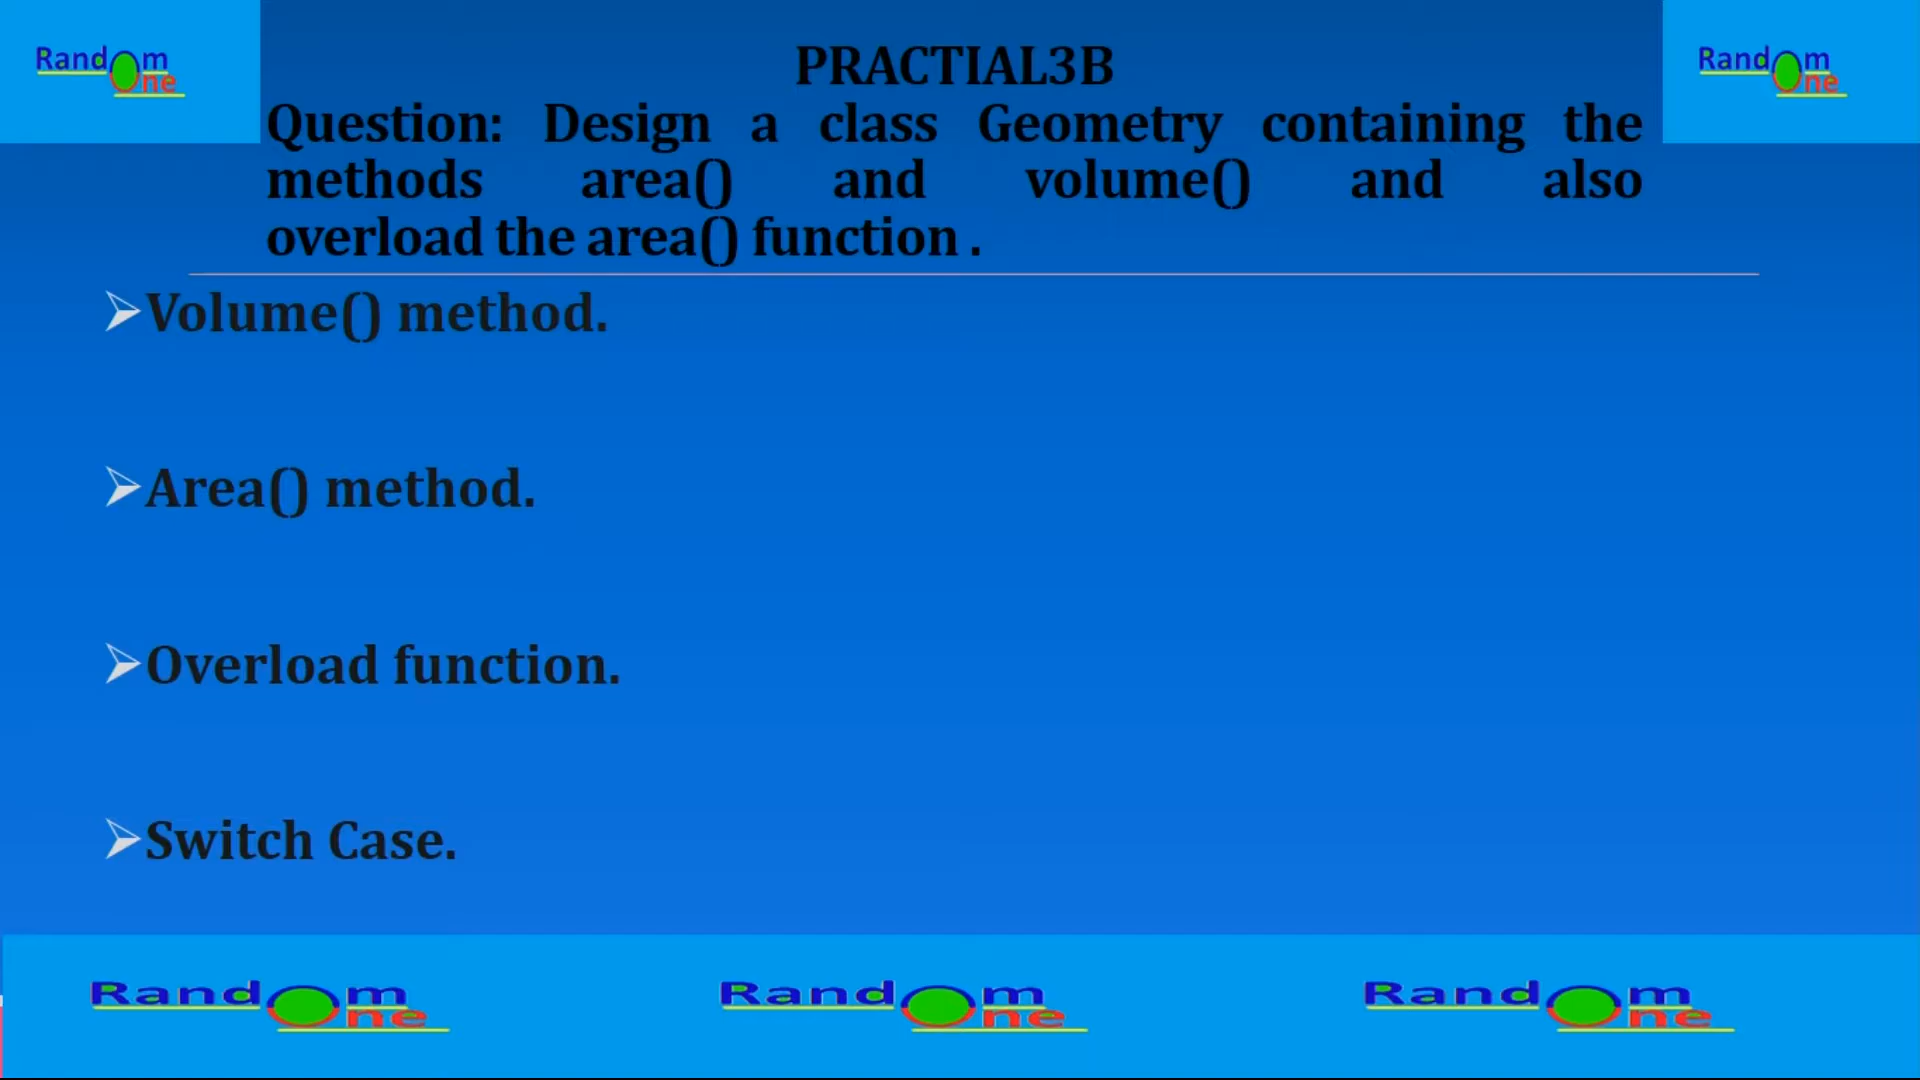 Random
One
Random
One
PRACTIAL3B
Question: Design a class Geometry containing the
methods area() and volume() and also
overload the area() function .
Volume() method.
Area() method.
Overload function.
Switch Case.
Random
One
Random
One
Random
One